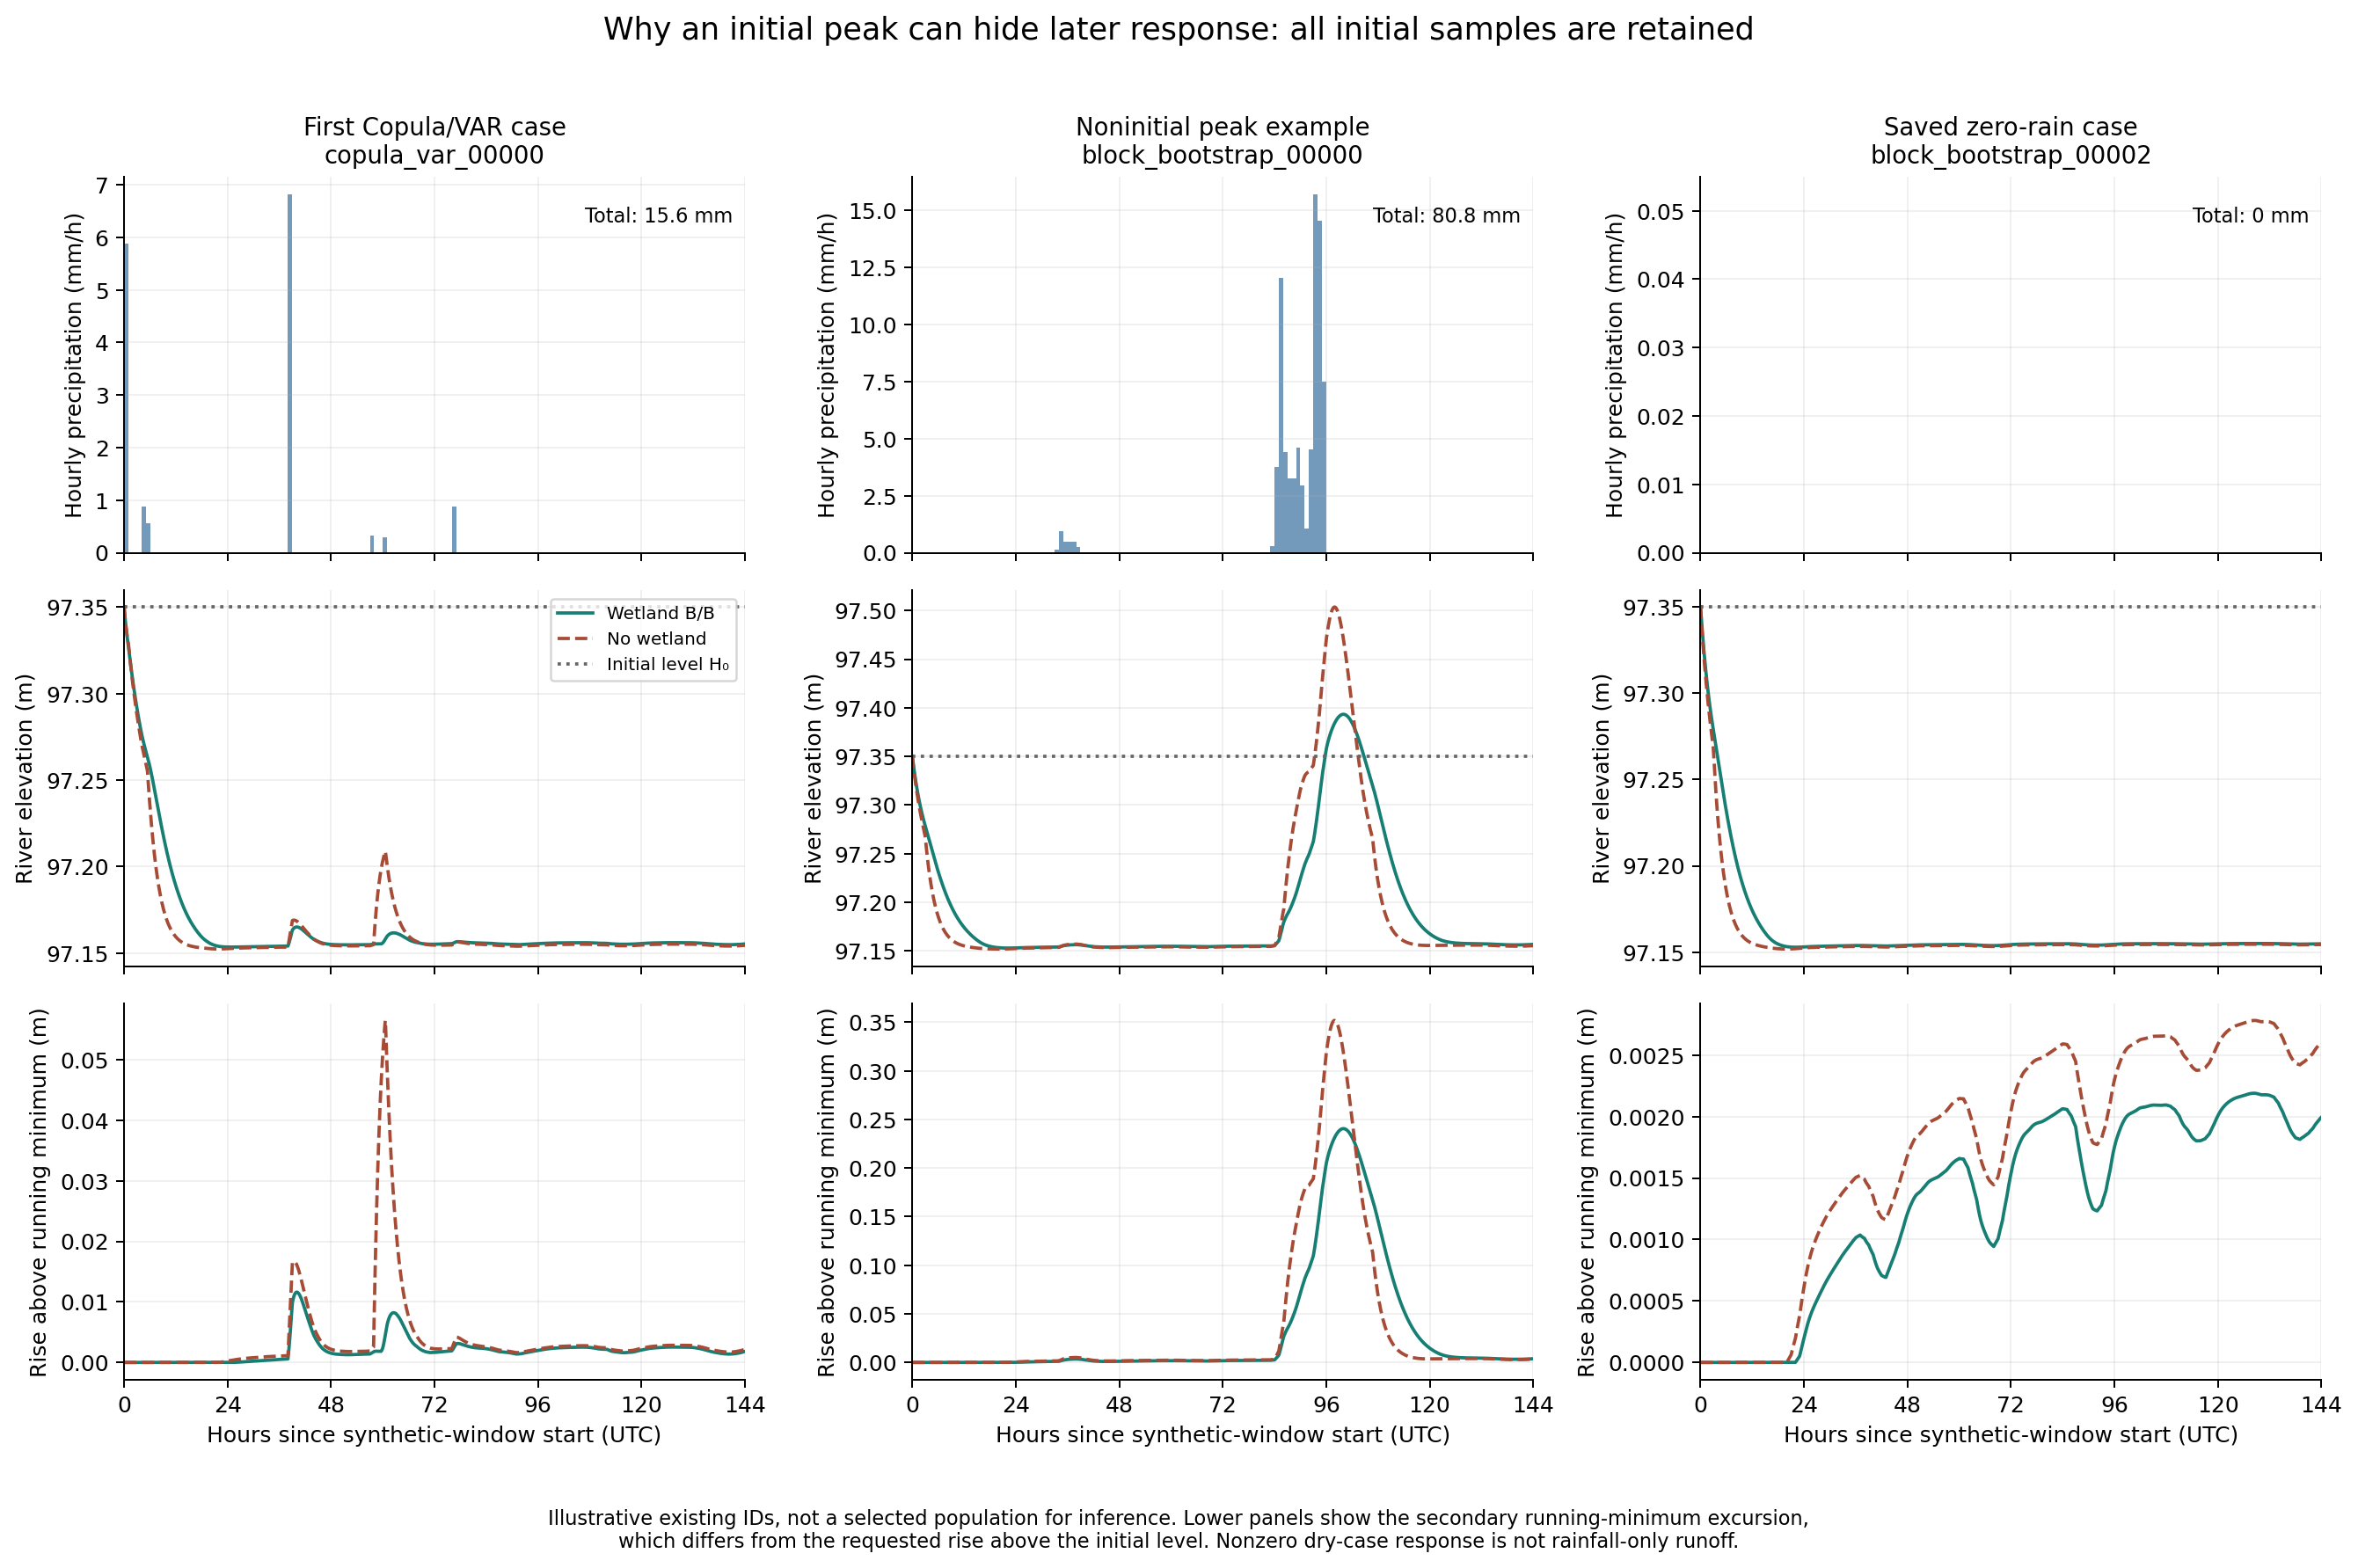 Why an initial peak can hide later response: all initial samples are retained
First Copula/VAR case
copula_var_00000
Noninitial peak example
block_bootstrap_00000
Saved zero-rain case
block_bootstrap_00002
Hourly precipitation (mm/h)
7
6
5
4
3
2
1
0
Total: 15.6 mm
Hourly precipitation (mm/h)
15.0
12.5
10.0
7.5
5.0
2.5
0.0
Total: 80.8 mm
Hourly precipitation (mm/h)
0.05
0.04
0.03
0.02
0.01
0.00
Total: 0 mm
River elevation (m)
97.35
97.30
97.25
97.20
97.15
Wetland B/B
No wetland
Initial level H₀
River elevation (m)
97.50
97.45
97.40
97.35
97.30
97.25
97.20
97.15
River elevation (m)
97.35
97.30
97.25
97.20
97.15
Rise above running minimum (m)
0.05
0.04
0.03
0.02
0.01
0.00
0 24 48 72 96 120 144
Hours since synthetic-window start (UTC)
Rise above running minimum (m)
0.35
0.30
0.25
0.20
0.15
0.10
0.05
0.00
0 24 48 72 96 120 144
Hours since synthetic-window start (UTC)
Rise above running minimum (m)
0.0025
0.0020
0.0015
0.0010
0.0005
0.0000
0 24 48 72 96 120 144
Hours since synthetic-window start (UTC)
Illustrative existing IDs, not a selected population for inference. Lower panels show the secondary running-minimum excursion,
which differs from the requested rise above the initial level. Nonzero dry-case response is not rainfall-only runoff.